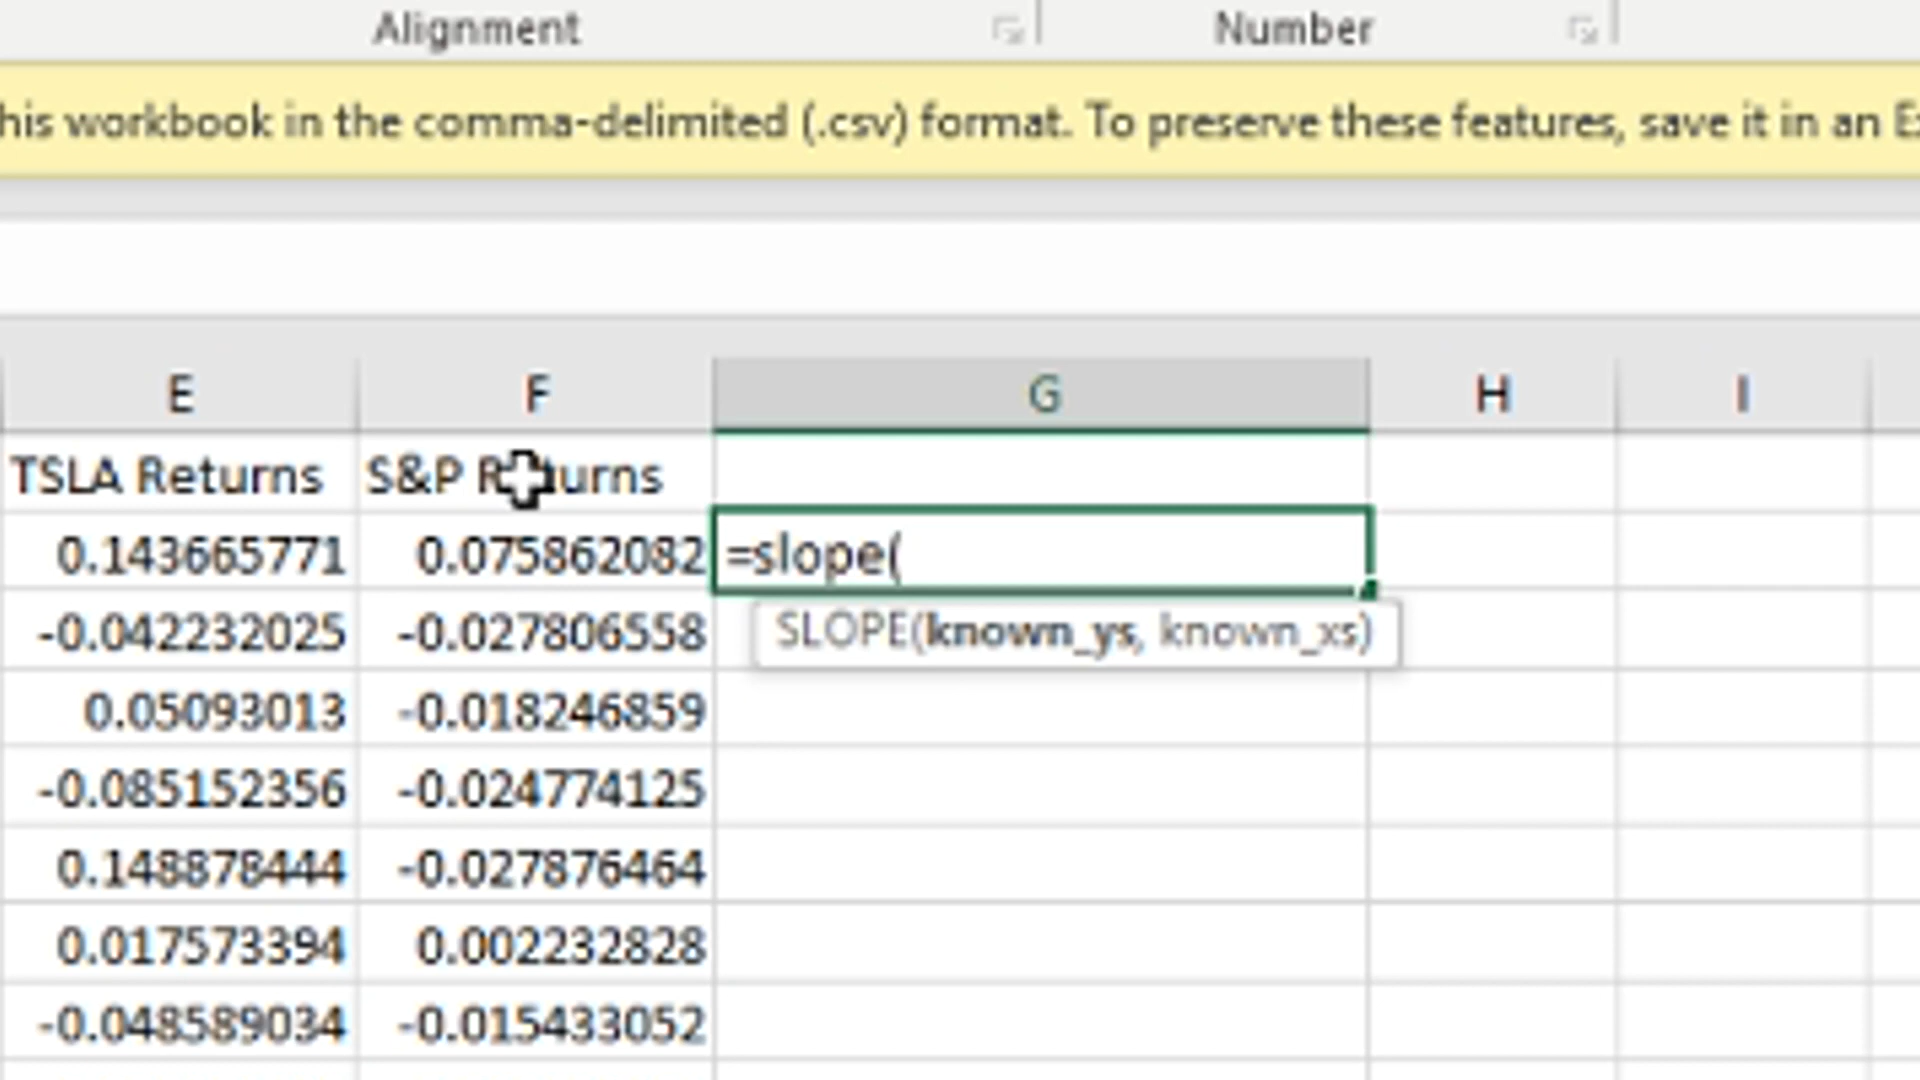 Alignment Number
his workbook in the comma-delimited (.csv) format. To preserve these features, save it in an E
E F G H I
TSLA Returns S&P
0.143665771 0.075862082 =slope(
-0.042232025 -0.027806558 SLOPE(known_ys, known_xs)
0.05093013 -0.018246859
-0.085152356 -0.024774125
0.148878444 -0.027876464
0.017573394 0.002232828
-0.048589034 -0.015433052